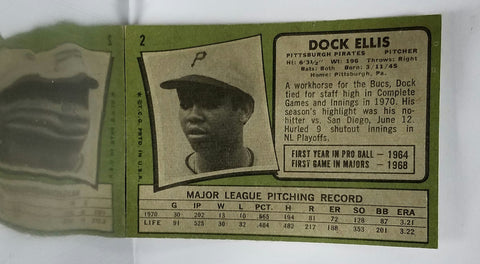 2
P
DOCK ELLIS
PITTSBURGH PIRATES PITCHER
Ht: 6'3½" Wt: 196 Throws: Right
Bats: Both Born: 3/11/45
Home: Pittsburgh, Pa.
A workhorse for the Bucs, Dock
tied for staff high in Complete
Games and Innings in 1970. His
season's highlight was his no-
hitter vs. San Diego, June 12.
Hurled 9 shutout innings in
NL Playoffs.
FIRST YEAR IN PRO BALL — 1964
FIRST GAME IN MAJORS — 1968
MAJOR LEAGUE PITCHING RECORD
G IP W L PCT. H R ER SO BB ERA
1970 30 202 13 10 .565 194 81 72 128 87 3.21
LIFE 91 525 30 32 .484 482 217 188 353 201 3.22